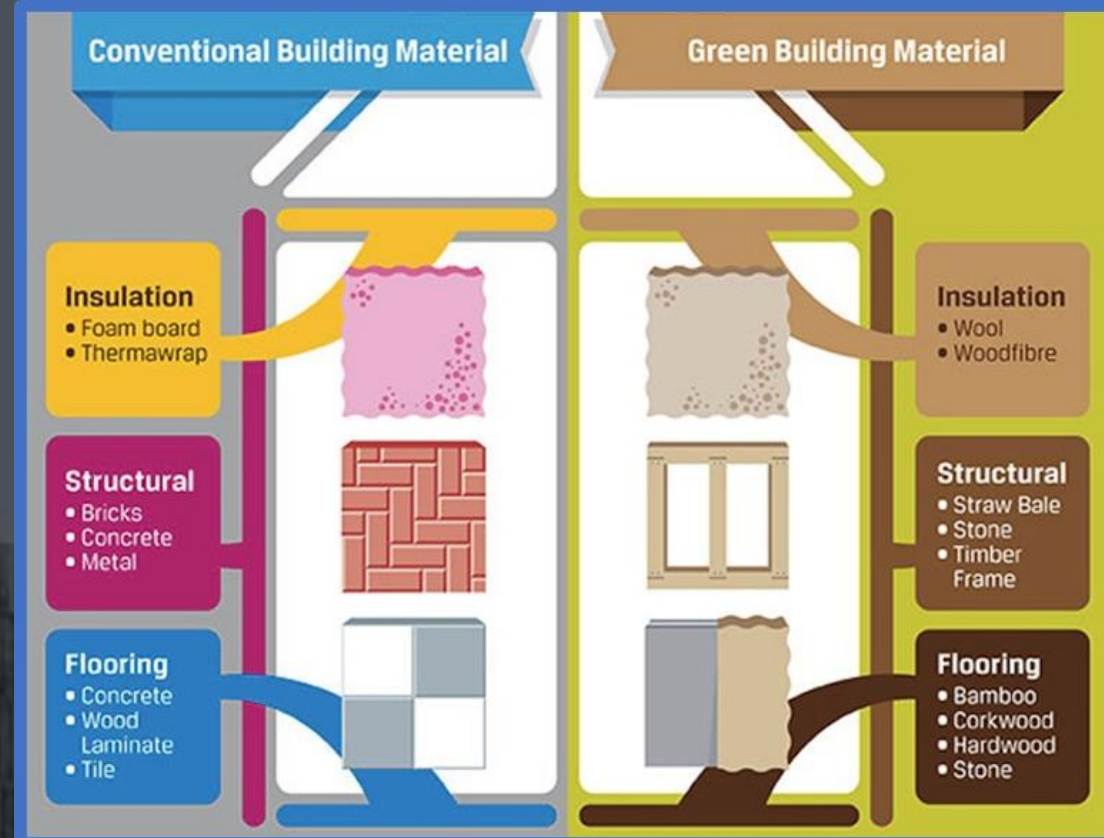 Conventional Building Material
Green Building Material
Insulation
• Foam board
• Thermawrap
Structural
• Bricks
• Concrete
• Metal
Flooring
• Concrete
• Wood
Laminate
• Tile
Insulation
• Wool
• Woodfibre
Structural
• Straw Bale
• Stone
• Timber
Frame
Flooring
• Bamboo
• Corkwood
• Hardwood
• Stone